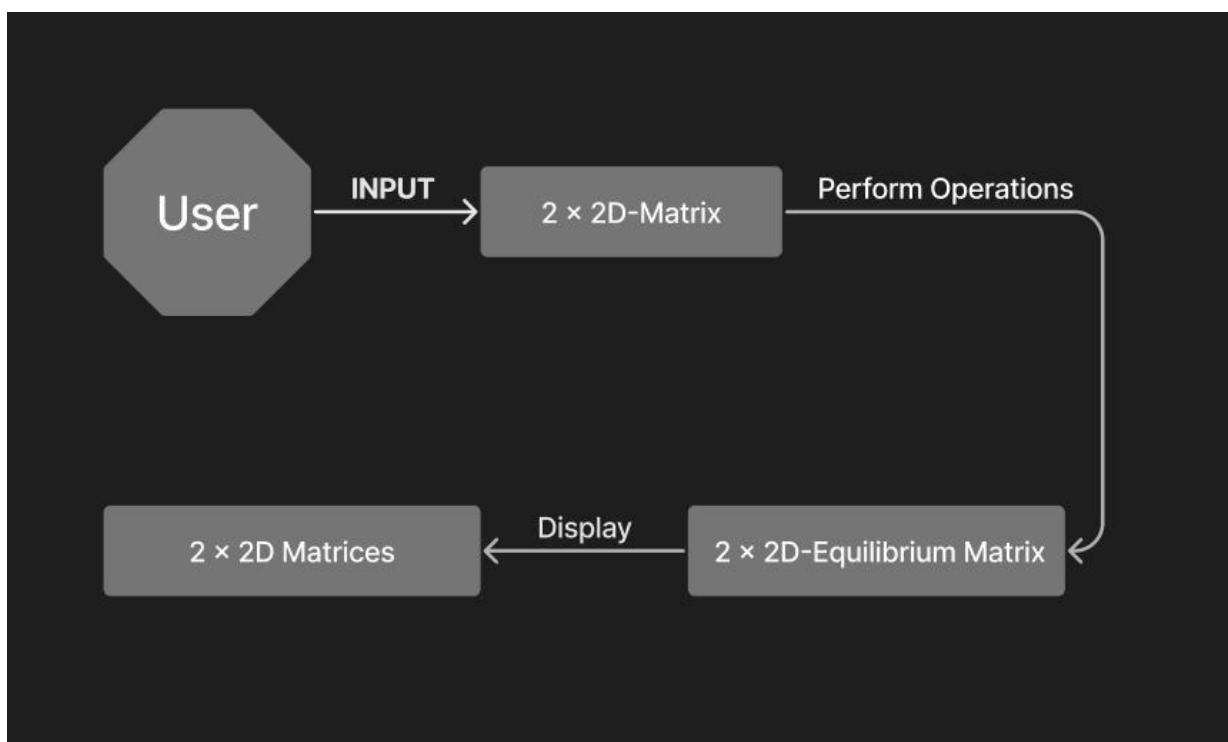 User
INPUT
2 × 2D-Matrix
Perform Operations
2 × 2D-Equilibrium Matrix
Display
2 × 2D Matrices